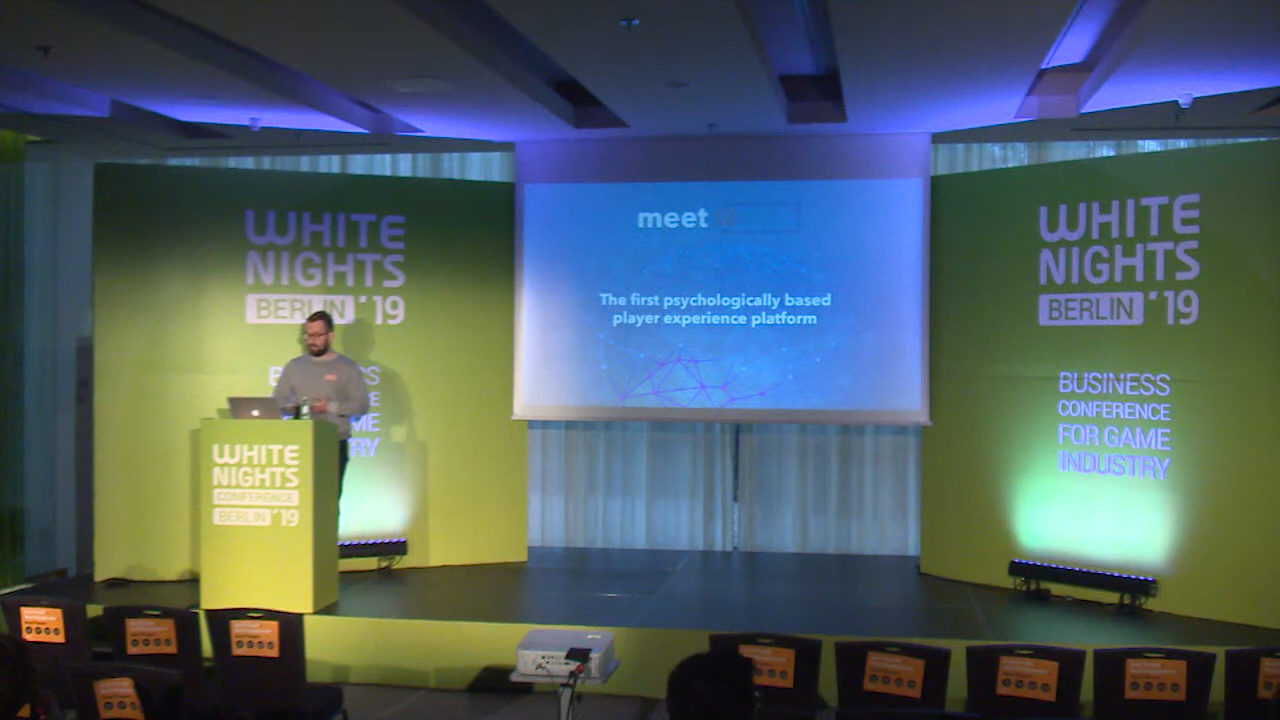 WHITE
NIGHTS
BERLIN '19
meet
The first psychologically based
player experience platform
WHITE
NIGHTS
BERLIN '19
BUSINESS
CONFERENCE
FOR GAME
INDUSTRY
WHITE
NIGHTS
CONFERENCE
BERLIN '19